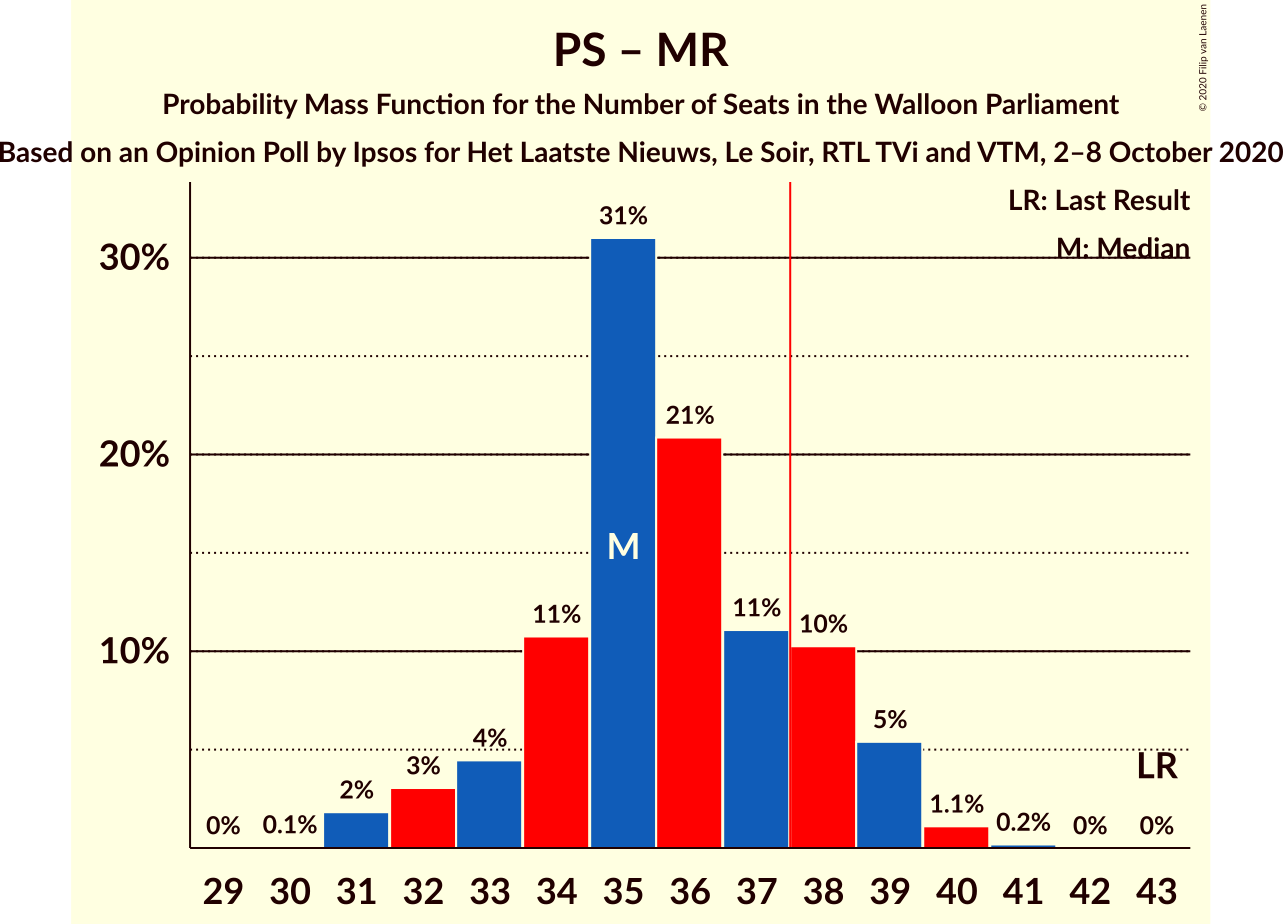 PS – MR
Probability Mass Function for the Number of Seats in the Walloon Parliament
Based on an Opinion Poll by Ipsos for Het Laatste Nieuws, Le Soir, RTL TVi and VTM, 2–8 October 2020
© 2020 Filip van Laenen
LR: Last Result
M: Median
30%
20%
10%
0%
0.1%
2%
3%
4%
11%
31%
21%
11%
10%
5%
1.1%
0.2%
0%
0%
M
LR
29 30 31 32 33 34 35 36 37 38 39 40 41 42 43